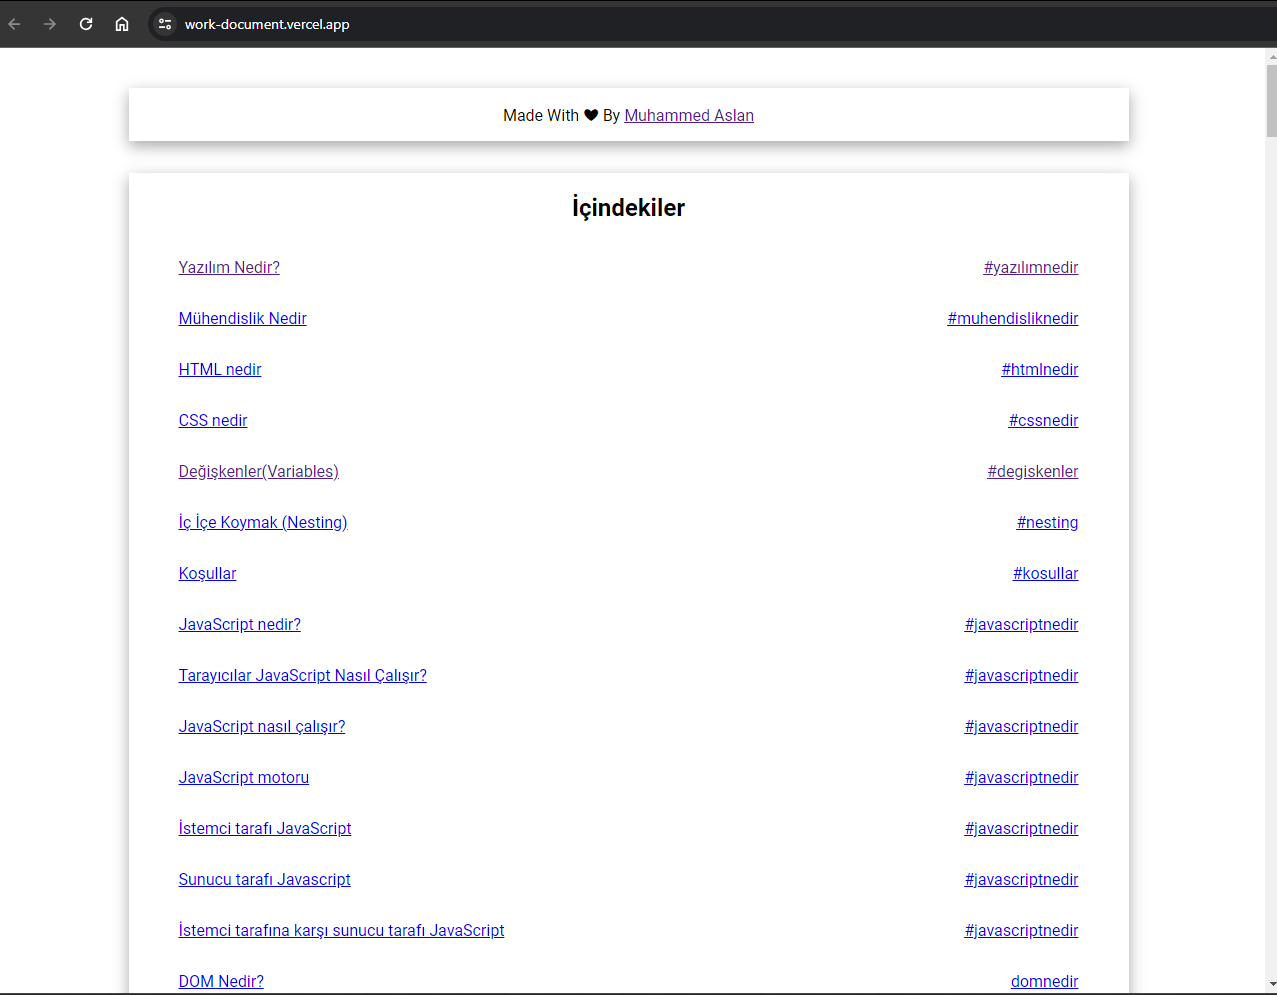 work-document.vercel.app
Made With ♥ By Muhammed Aslan
İçindekiler
Yazılım Nedir? #yazılımnedir
Mühendislik Nedir #muhendisliknedir
HTML nedir #htmlnedir
CSS nedir #cssnedir
Değişkenler(Variables) #degiskenler
İç İçe Koymak (Nesting) #nesting
Koşullar #kosullar
JavaScript nedir? #javascriptnedir
Tarayıcılar JavaScript Nasıl Çalışır? #javascriptnedir
JavaScript nasıl çalışır? #javascriptnedir
JavaScript motoru #javascriptnedir
İstemci tarafı JavaScript #javascriptnedir
Sunucu tarafı Javascript #javascriptnedir
İstemci tarafına karşı sunucu tarafı JavaScript #javascriptnedir
DOM Nedir? domnedir